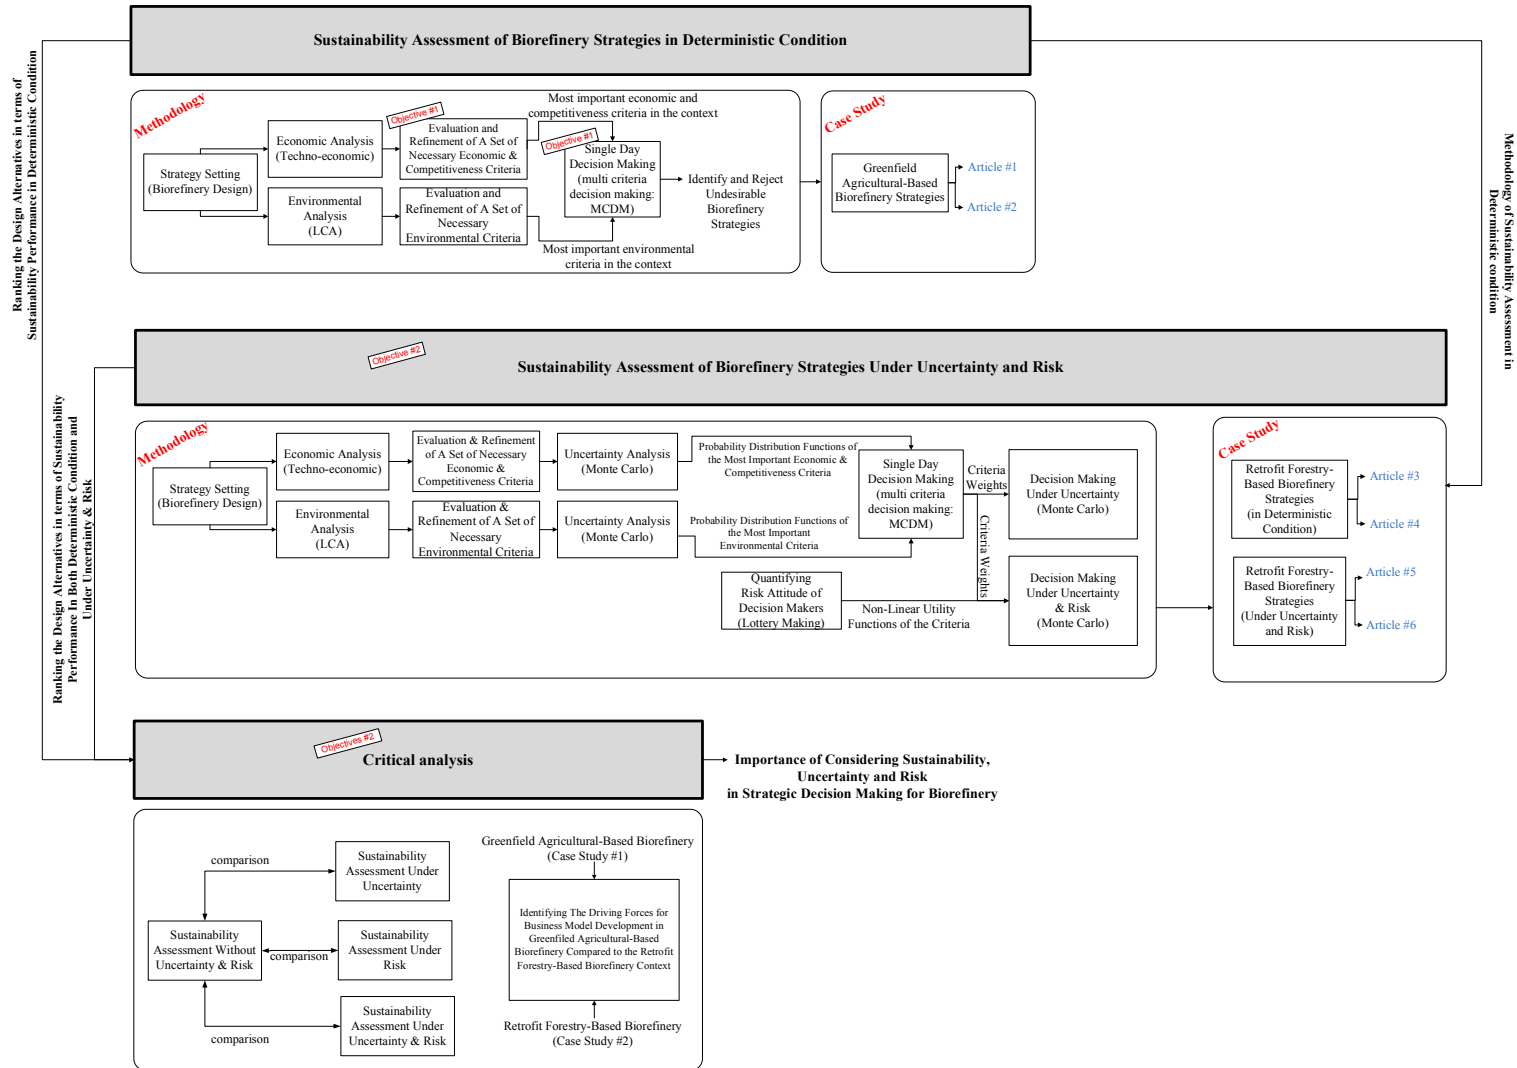 Sustainability Assessment of Biorefinery Strategies in Deterministic Condition
Ranking the Design Alternatives in terms of
Sustainability Performance in Deterministic Condition
Methodology
Strategy Setting
(Biorefinery Design)
Economic Analysis
(Techno-economic)
Environmental
Analysis
(LCA)
Objective #1
Evaluation and
Refinement of A Set of
Necessary Economic &
Competitiveness Criteria
Evaluation and
Refinement of A Set of
Necessary
Environmental Criteria
Most important economic and
competitiveness criteria in the context
Objective #1
Single Day
Decision Making
(multi criteria
decision making:
MCDM)
Most important environmental
criteria in the context
Identify and Reject
Undesirable
Biorefinery
Strategies
Case Study
Greenfield
Agricultural-Based
Biorefinery Strategies
Article #1
Article #2
Methodology of Sustainability Assessment in
Deterministic condition
Objective #2
Sustainability Assessment of Biorefinery Strategies Under Uncertainty and Risk
Ranking the Design Alternatives in terms of Sustainability
Performance In Both Deterministic Condition and
Under Uncertainty & Risk
Methodology
Strategy Setting
(Biorefinery Design)
Economic Analysis
(Techno-economic)
Environmental
Analysis
(LCA)
Evaluation & Refinement of
of A Set of Necessary
Economic &
Competitiveness Criteria
Evaluation &
Refinement of A Set of
Necessary
Environmental Criteria
Uncertainty Analysis
(Monte Carlo)
Uncertainty Analysis
(Monte Carlo)
Probability Distribution Functions of
the Most Important Economic &
Competitiveness Criteria
Probability Distribution Functions of
the Most Important
Environmental Criteria
Single Day
Decision Making
(multi criteria
decision making:
MCDM)
Criteria
Weights
Criteria Weights
Decision Making
Under Uncertainty
(Monte Carlo)
Quantifying
Risk Attitude of
Decision Makers
(Lottery Making)
Non-Linear Utility
Functions of the Criteria
Decision Making
Under Uncertainty
& Risk
(Monte Carlo)
Case Study
Retrofit Forestry-
Based Biorefinery
Strategies
(in Deterministic
Condition)
Article #3
Article #4
Retrofit Forestry-
Based Biorefinery
Strategies
(Under Uncertainty
and Risk)
Article #5
Article #6
Objectives #2
Critical analysis
Importance of Considering Sustainability,
Uncertainty and Risk
in Strategic Decision Making for Biorefinery
Sustainability
Assessment Without
Uncertainty & Risk
comparison
Sustainability
Assessment Under
Uncertainty
comparison
Sustainability
Assessment Under
Risk
comparison
Sustainability
Assessment Under
Uncertainty & Risk
Greenfield Agricultural-Based Biorefinery
(Case Study #1)
Identifying The Driving Forces for
Business Model Development in
Greenfiled Agricultural-Based
Biorefinery Compared to the Retrofit
Forestry-Based Biorefinery Context
Retrofit Forestry-Based Biorefinery
(Case Study #2)